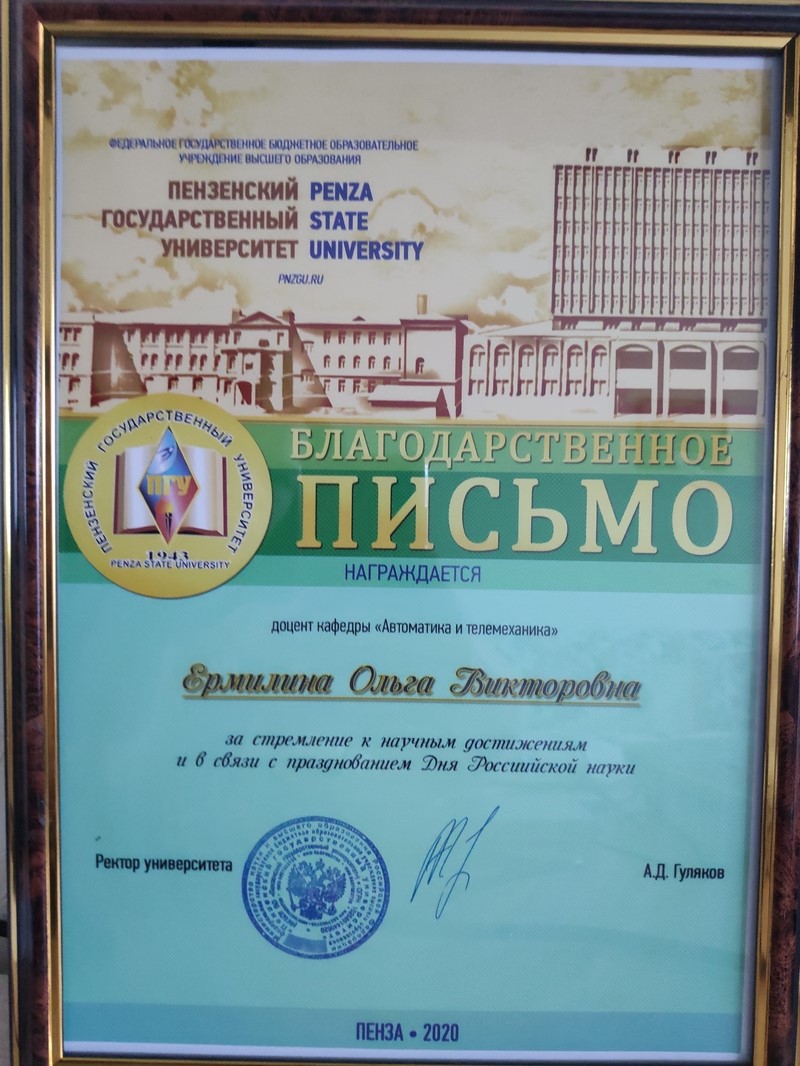 ФЕДЕРАЛЬНОЕ ГОСУДАРСТВЕННОЕ БЮДЖЕТНОЕ ОБРАЗОВАТЕЛЬНОЕ
УЧРЕЖДЕНИЕ ВЫСШЕГО ОБРАЗОВАНИЯ
ПЕНЗЕНСКИЙ PENZA
ГОСУДАРСТВЕННЫЙ STATE
УНИВЕРСИТЕТ UNIVERSITY
PNZGU.RU
ПЕНЗЕНСКИЙ ГОСУДАРСТВЕННЫЙ УНИВЕРСИТЕТ
ПГУ
1943
PENZA STATE UNIVERSITY
БЛАГОДАРСТВЕННОЕ
ПИСЬМО
НАГРАЖДАЕТСЯ
доцент кафедры «Автоматика и телемеханика»
Ермилина Ольга Викторовна
за стремление к научным достижениям
и в связи с празднованием Дня Россиийской науки
Ректор университета
А.Д. Гуляков
ПЕНЗА • 2020